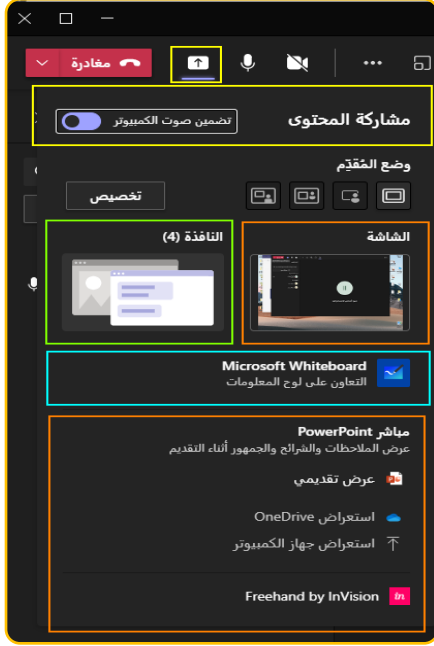 مغادرة
مشاركة المحتوى
تضمين صوت الكمبيوتر
وضع المُقدِّم
تخصيص
الشاشة
النافذة (4)
Microsoft Whiteboard
التعاون على لوح المعلومات
مباشر PowerPoint
عرض الملاحظات والشرائح والجمهور أثناء التقديم
عرض تقديمي
استعراض OneDrive
استعراض جهاز الكمبيوتر
Freehand by InVision
in